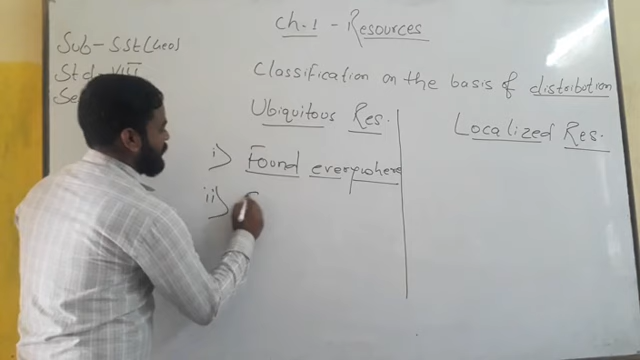 Ch.1 - Resources
Sub - S.St (Geo)
Std - VIII
Se
Classification on the basis of distribution
Ubiquitous Res.
Localized Res.
i) Found everywhere
ii)